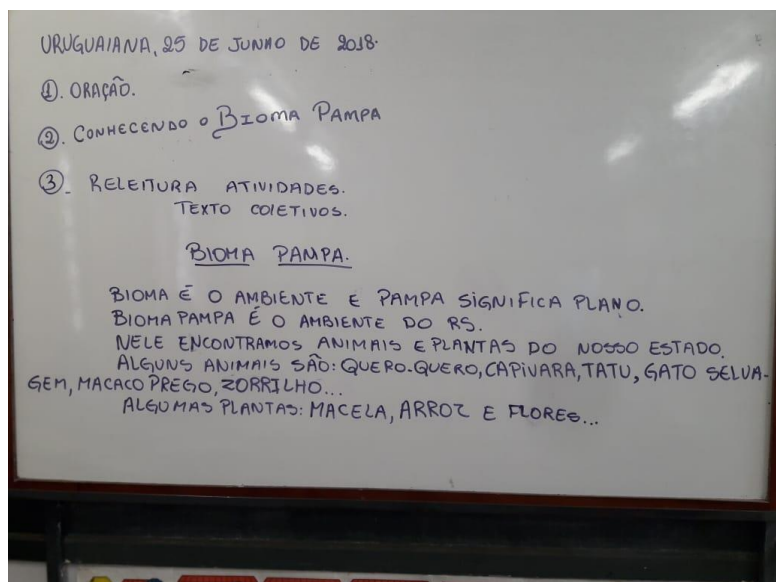 URUGUAIANA, 25 DE JUNHO DE 2018.
①. ORAÇÃO.
②. CONHECENDO O BIOMA PAMPA
③. RELEITURA ATIVIDADES.
TEXTO COLETIVOS.
BIOMA PAMPA.
BIOMA É O AMBIENTE E PAMPA SIGNIFICA PLANO.
BIOMA PAMPA É O AMBIENTE DO RS.
NELE ENCONTRAMOS ANIMAIS E PLANTAS DO NOSSO ESTADO.
ALGUNS ANIMAIS SÃO: QUERO-QUERO, CAPIVARA, TATU, GATO SELVA-
GEM, MACACO PREGO, ZORRILHO...
ALGUMAS PLANTAS: MACELA, ARROZ E FLORES...